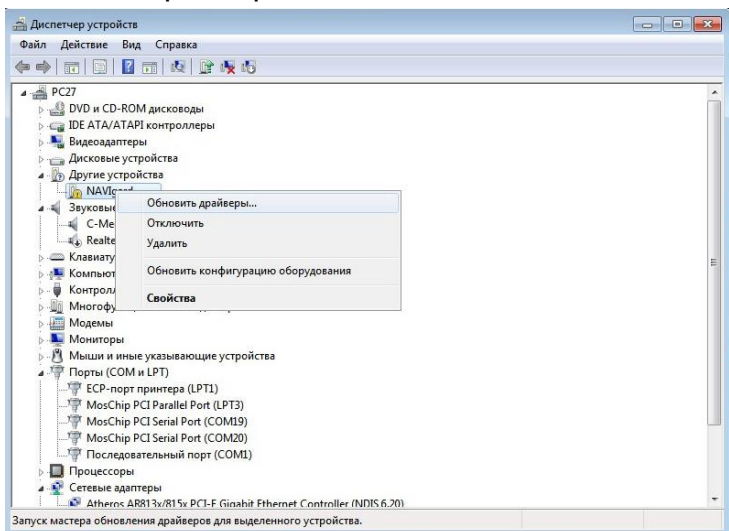 Диспетчер устройств
Файл Действие Вид Справка
PC27
DVD и CD-ROM дисководы
IDE ATA/ATAPI контроллеры
Видеоадаптеры
Дисковые устройства
Другие устройства
Обновить драйверы...
Отключить
Удалить
Обновить конфигурацию оборудования
Свойства
Модемы
Мониторы
Мыши и иные указывающие устройства
Порты (COM и LPT)
ECP-порт принтера (LPT1)
MosChip PCI Parallel Port (LPT3)
MosChip PCI Serial Port (COM19)
MosChip PCI Serial Port (COM20)
Последовательный порт (COM1)
Процессоры
Сетевые адаптеры
Atheros AR813x/815x PCI-E Gigabit Ethernet Controller (NDIS 6.20)
Запуск мастера обновления драйверов для выделенного устройства.